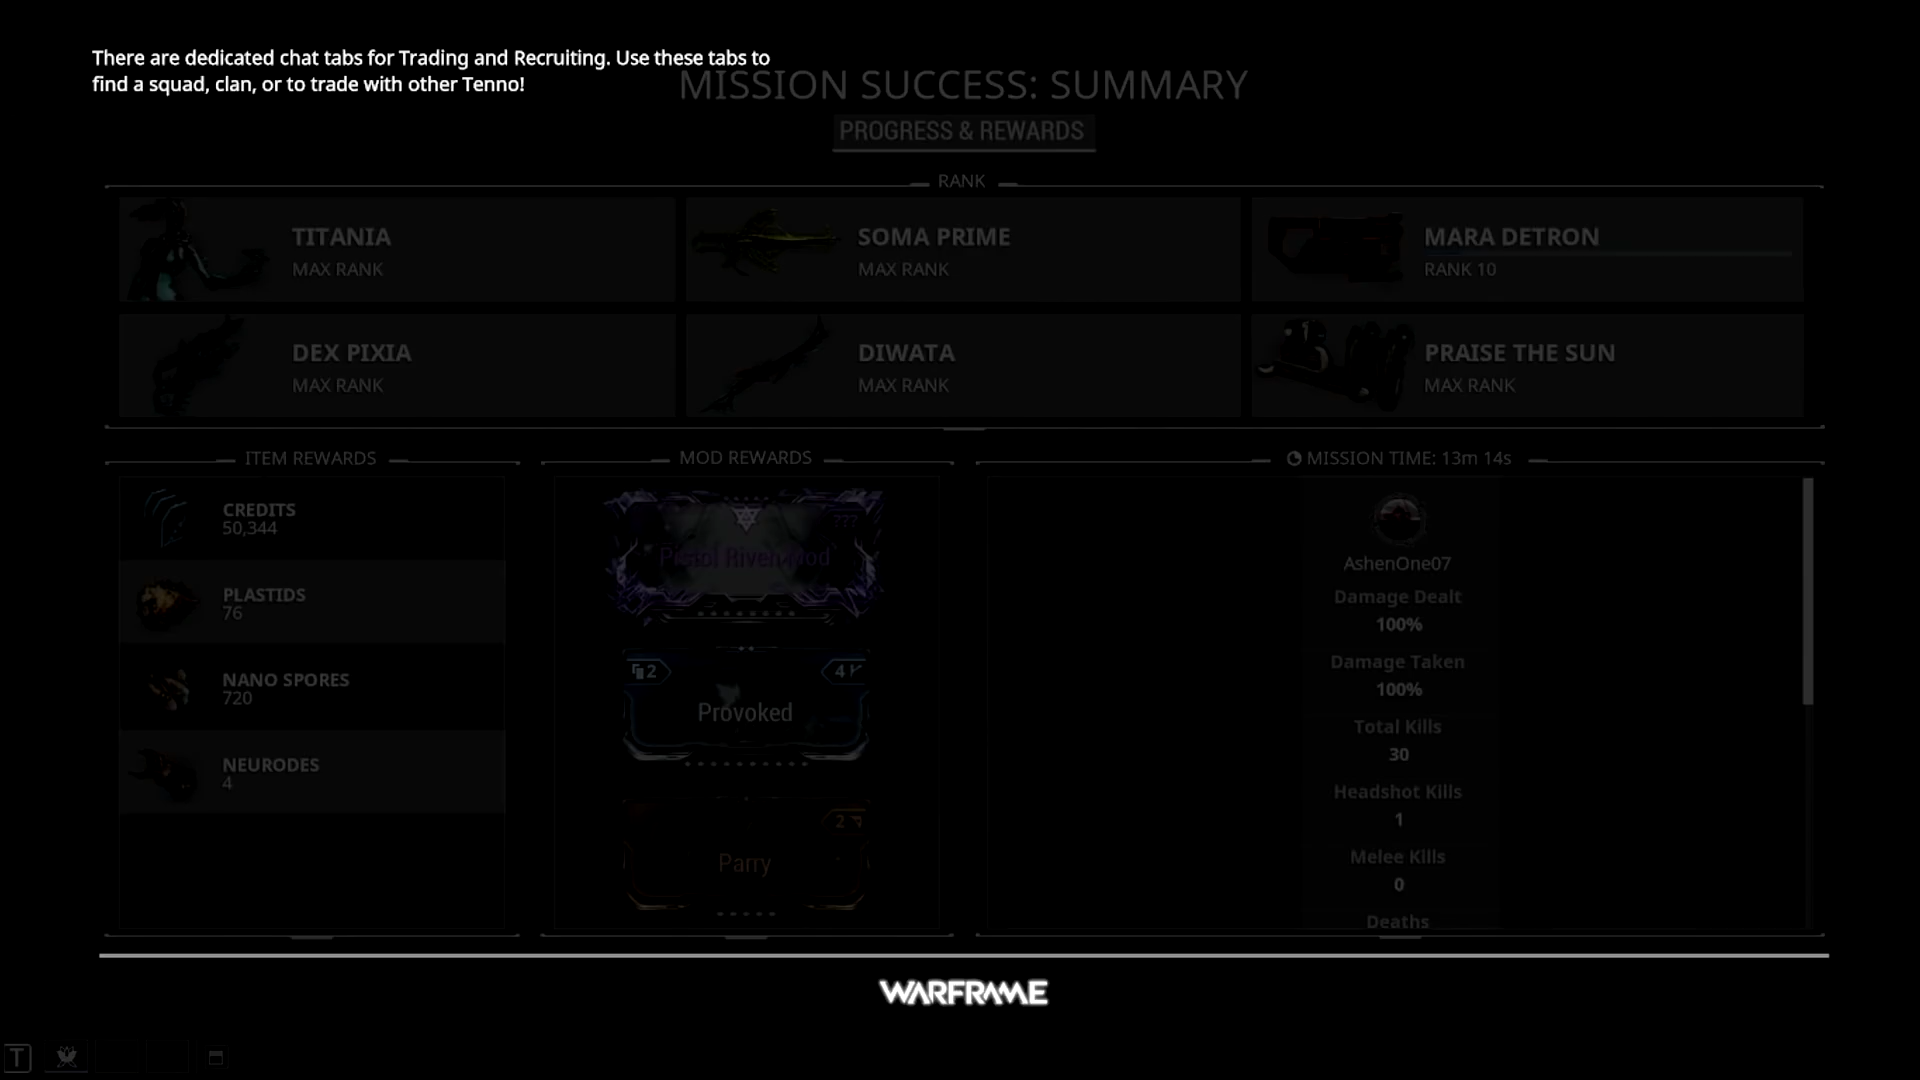 There are dedicated chat tabs for Trading and Recruiting. Use these tabs to
find a squad, clan, or to trade with other Tenno!
MISSION SUCCESS: SUMMARY
PROGRESS & REWARDS
RANK
TITANIA
MAX RANK
SOMA PRIME
MAX RANK
MARA DETRON
RANK 10
DEX PIXIA
MAX RANK
DIWATA
MAX RANK
PRAISE THE SUN
MAX RANK
ITEM REWARDS
CREDITS
50,344
PLASTIDS
76
NANO SPORES
720
NEURODES
4
MOD REWARDS
???
Pistol Riven Mod
2
4
Provoked
2
Parry
MISSION TIME: 13m 14s
AshenOne07
Damage Dealt
100%
Damage Taken
100%
Total Kills
30
Headshot Kills
1
Melee Kills
0
Deaths
WARFRAME
T